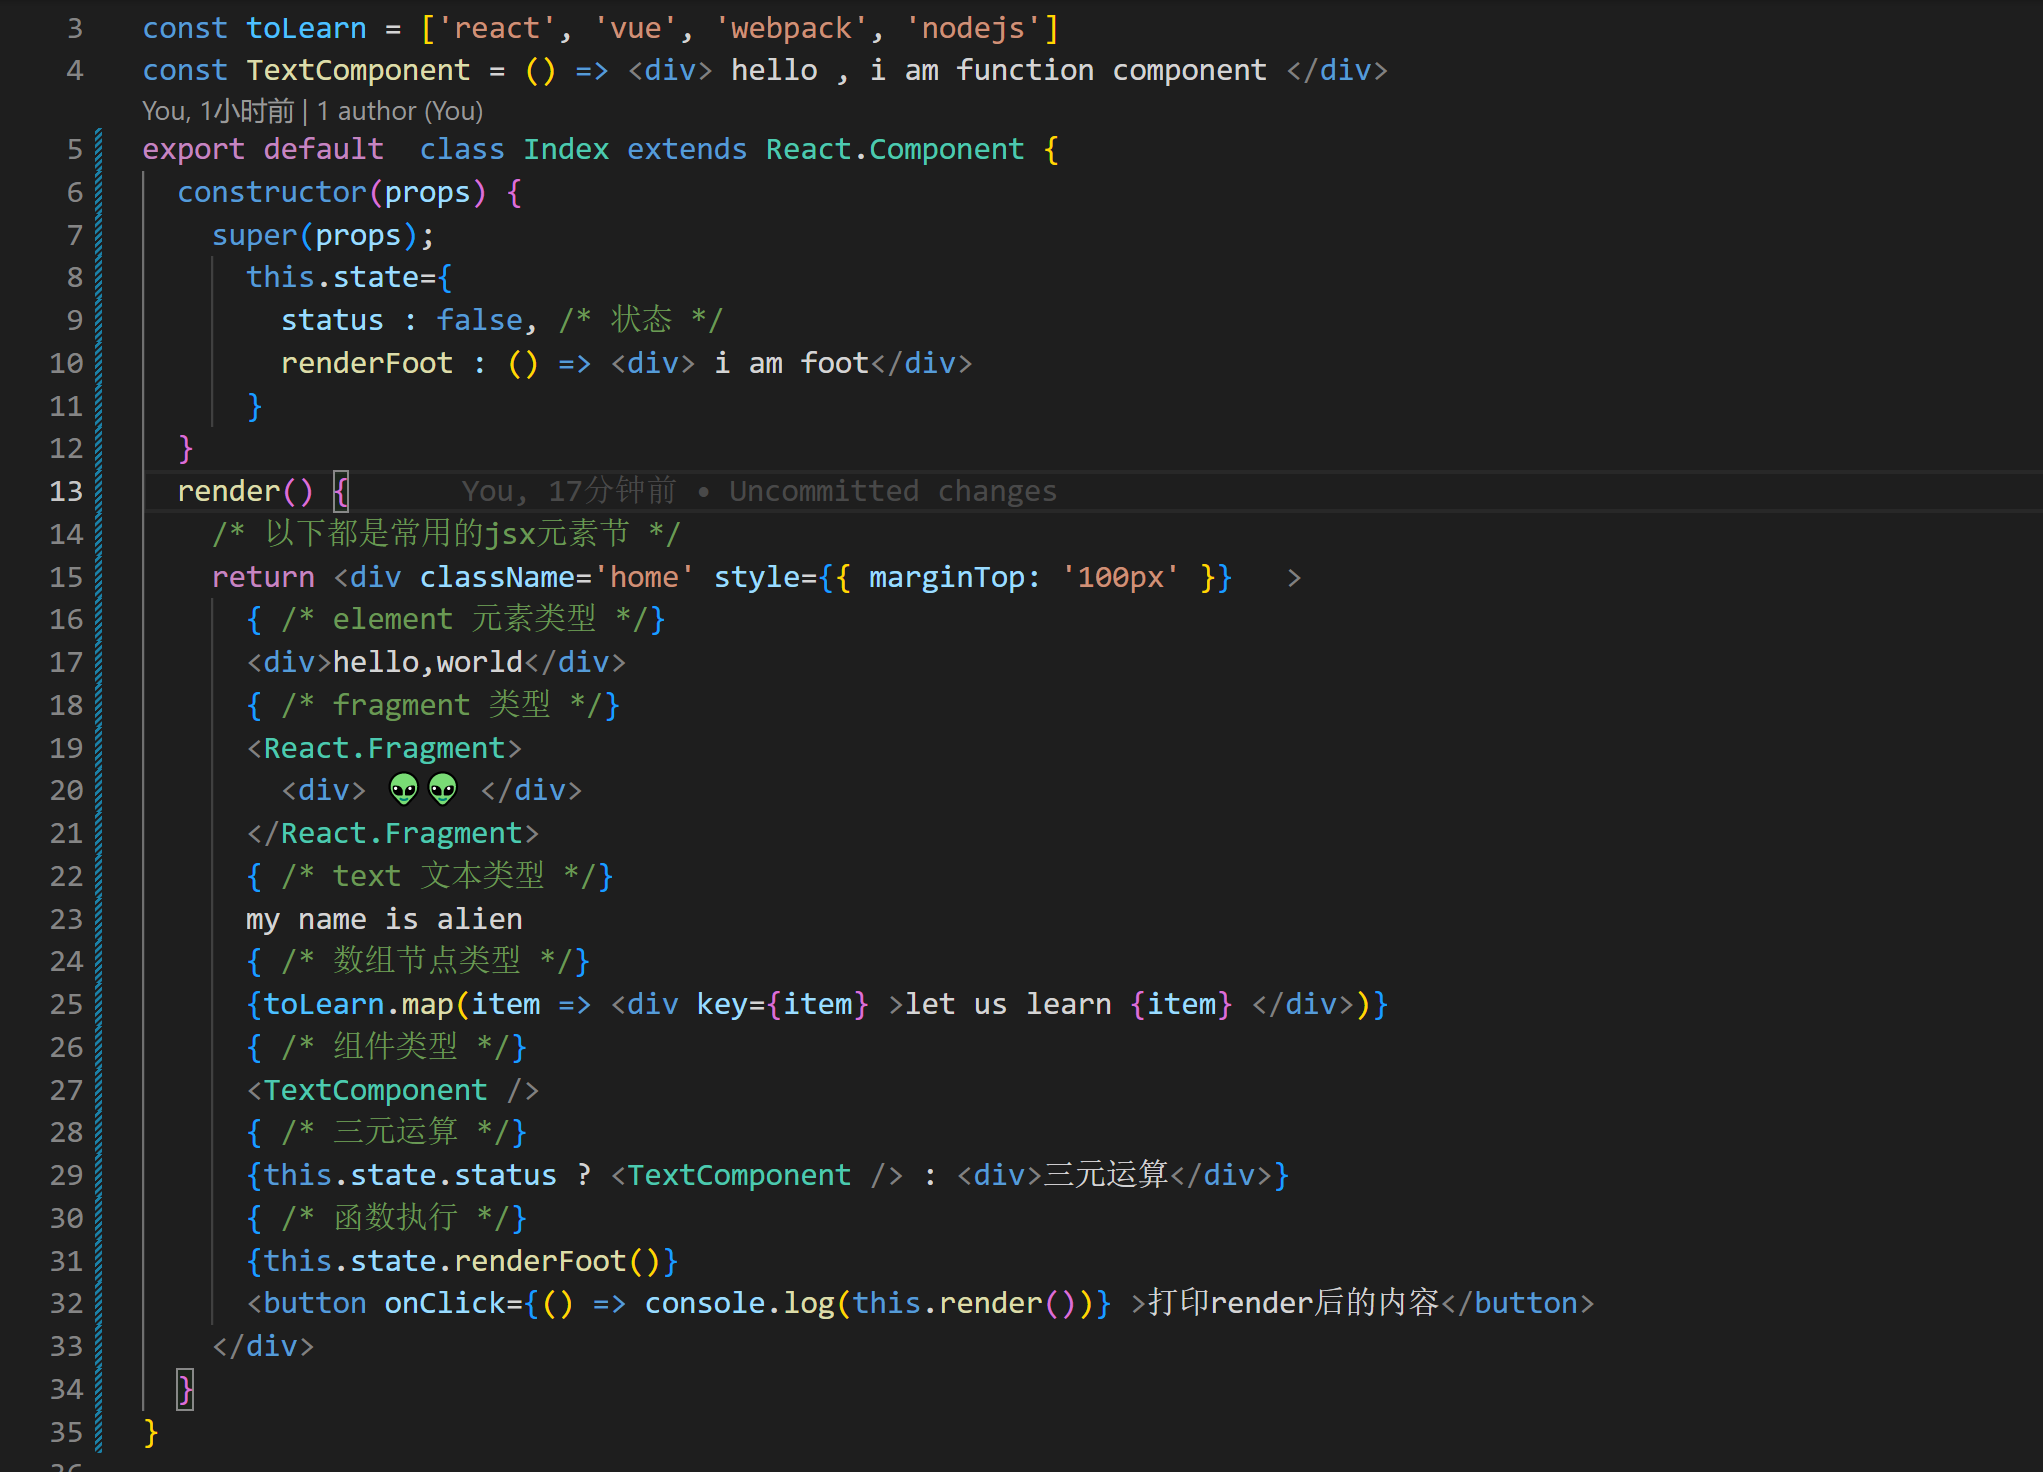 3 const toLearn = ['react', 'vue', 'webpack', 'nodejs']
4 const TextComponent = () => <div> hello , i am function component </div>
You, 1小时前 | 1 author (You)
5 export default  class Index extends React.Component {
6   constructor(props) {
7     super(props);
8       this.state={
9         status : false, /* 状态 */
10         renderFoot : () => <div> i am foot</div>
11       }
12   }
13   render() {      You, 17分钟前 • Uncommitted changes
14     /* 以下都是常用的jsx元素节 */
15     return <div className='home' style={{ marginTop: '100px' }}   >
16       { /* element 元素类型 */}
17       <div>hello,world</div>
18       { /* fragment 类型 */}
19       <React.Fragment>
20         <div> 👽👽 </div>
21       </React.Fragment>
22       { /* text 文本类型 */}
23       my name is alien
24       { /* 数组节点类型 */}
25       {toLearn.map(item => <div key={item} >let us learn {item} </div>)}
26       { /* 组件类型 */}
27       <TextComponent />
28       { /* 三元运算 */}
29       {this.state.status ? <TextComponent /> : <div>三元运算</div>}
30       { /* 函数执行 */}
31       {this.state.renderFoot()}
32       <button onClick={() => console.log(this.render())} >打印render后的内容</button>
33     </div>
34   }
35 }